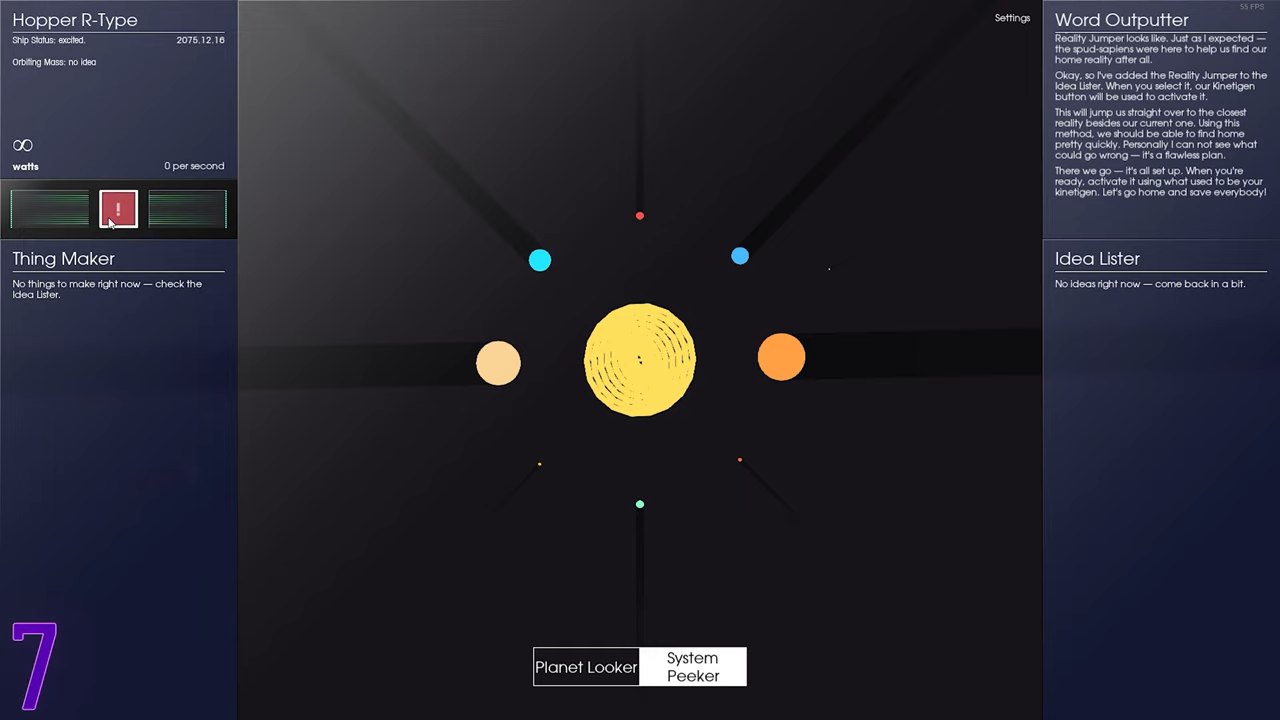 Hopper R-Type
Ship Status: excited.
2075.12.16
Orbiting Mass: no idea
∞
watts
0 per second
!
Thing Maker
No things to make right now — check the
Idea Lister.
7
Settings
Planet Looker
System
Peeker
55 FPS
Word Outputter
Reality Jumper looks like. Just as I expected —
the spud-sapiens were here to help us find our
home reality after all.
Okay, so I've added the Reality Jumper to the
Idea Lister. When you select it, our Kinetigen
button will be used to activate it.
This will jump us straight over to the closest
reality besides our current one. Using this
method, we should be able to find home
pretty quickly. Personally I can not see what
could go wrong — it's a flawless plan.
There we go — it's all set up. When you're
ready, activate it using what used to be your
kinetigen. Let's go home and save everybody!
Idea Lister
No ideas right now — come back in a bit.